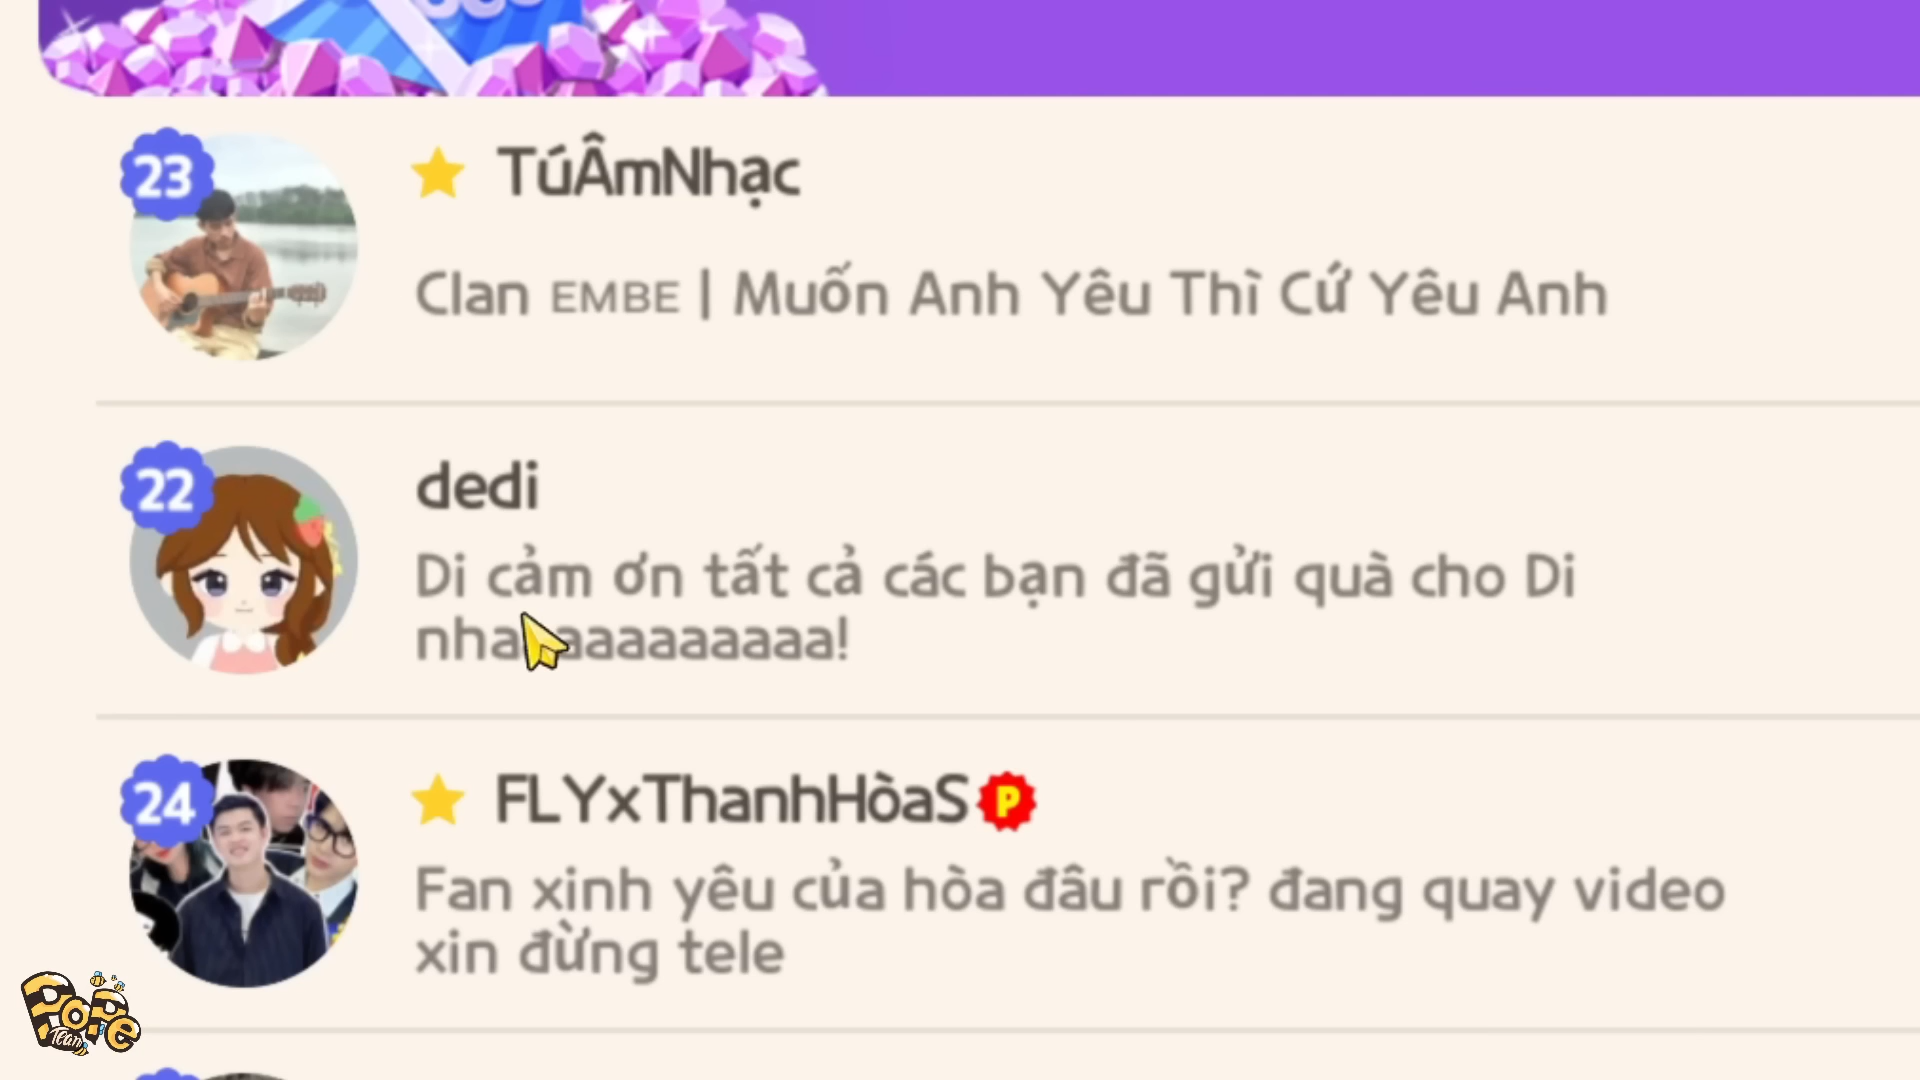 23
TúÂmNhạc
Clan EMBE | Muốn Anh Yêu Thì Cứ Yêu Anh
22
dedi
Di cảm ơn tất cả các bạn đã gửi quà cho Di
24
FLYxThanhHòaS P
Fan xinh yêu của hòa đâu rồi? đang quay video
xin đừng tele
PoPe
Team